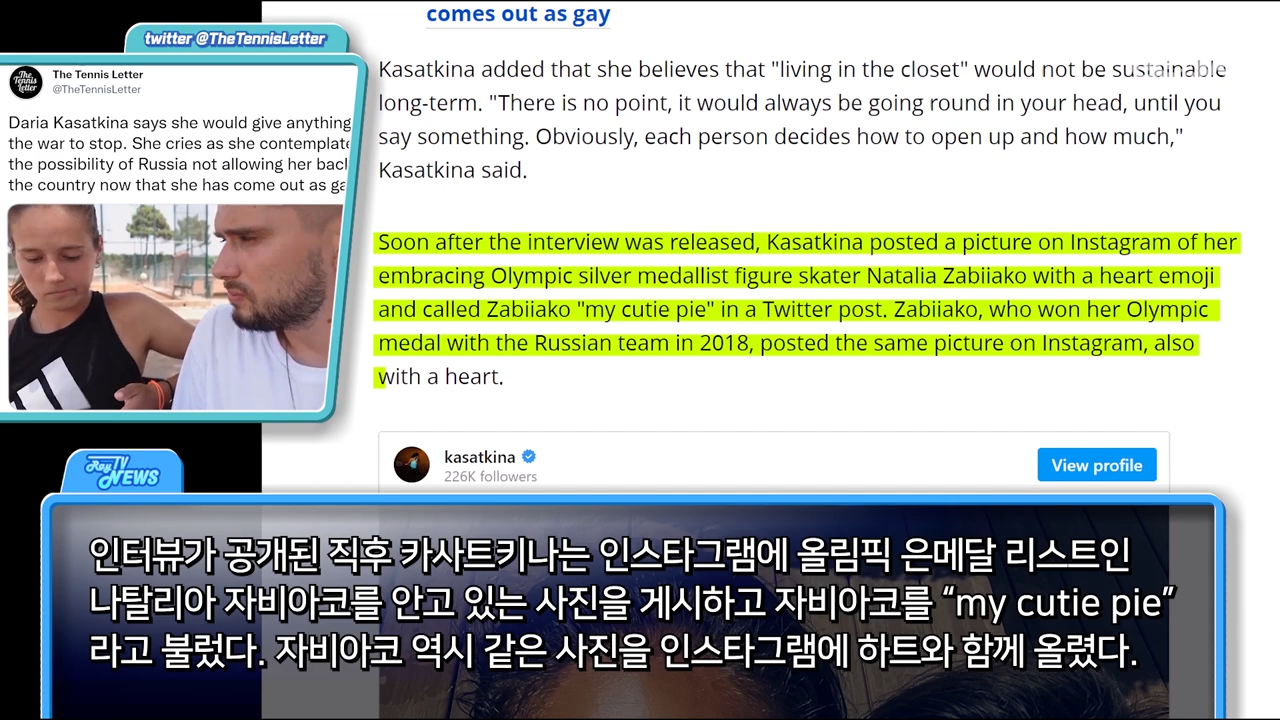 comes out as gay
twitter @TheTennisLetter
The Tennis Letter
@TheTennisLetter
Daria Kasatkina says she would give anything
the war to stop. She cries as she contemplate
the possibility of Russia not allowing her bac
the country now that she has come out as ga
Kasatkina added that she believes that "living in the closet" would not be sustainable
long-term. "There is no point, it would always be going round in your head, until you
say something. Obviously, each person decides how to open up and how much,"
Kasatkina said.
Soon after the interview was released, Kasatkina posted a picture on Instagram of her
embracing Olympic silver medallist figure skater Natalia Zabiiako with a heart emoji
and called Zabiiako "my cutie pie" in a Twitter post. Zabiiako, who won her Olympic
medal with the Russian team in 2018, posted the same picture on Instagram, also
with a heart.
kasatkina
226K followers
View profile
RoyTV
NEWS
인터뷰가 공개된 직후 카사트키나는 인스타그램에 올림픽 은메달 리스트인
나탈리아 자비아코를 안고 있는 사진을 게시하고 자비아코를 “my cutie pie”
라고 불렀다. 자비아코 역시 같은 사진을 인스타그램에 하트와 함께 올렸다.